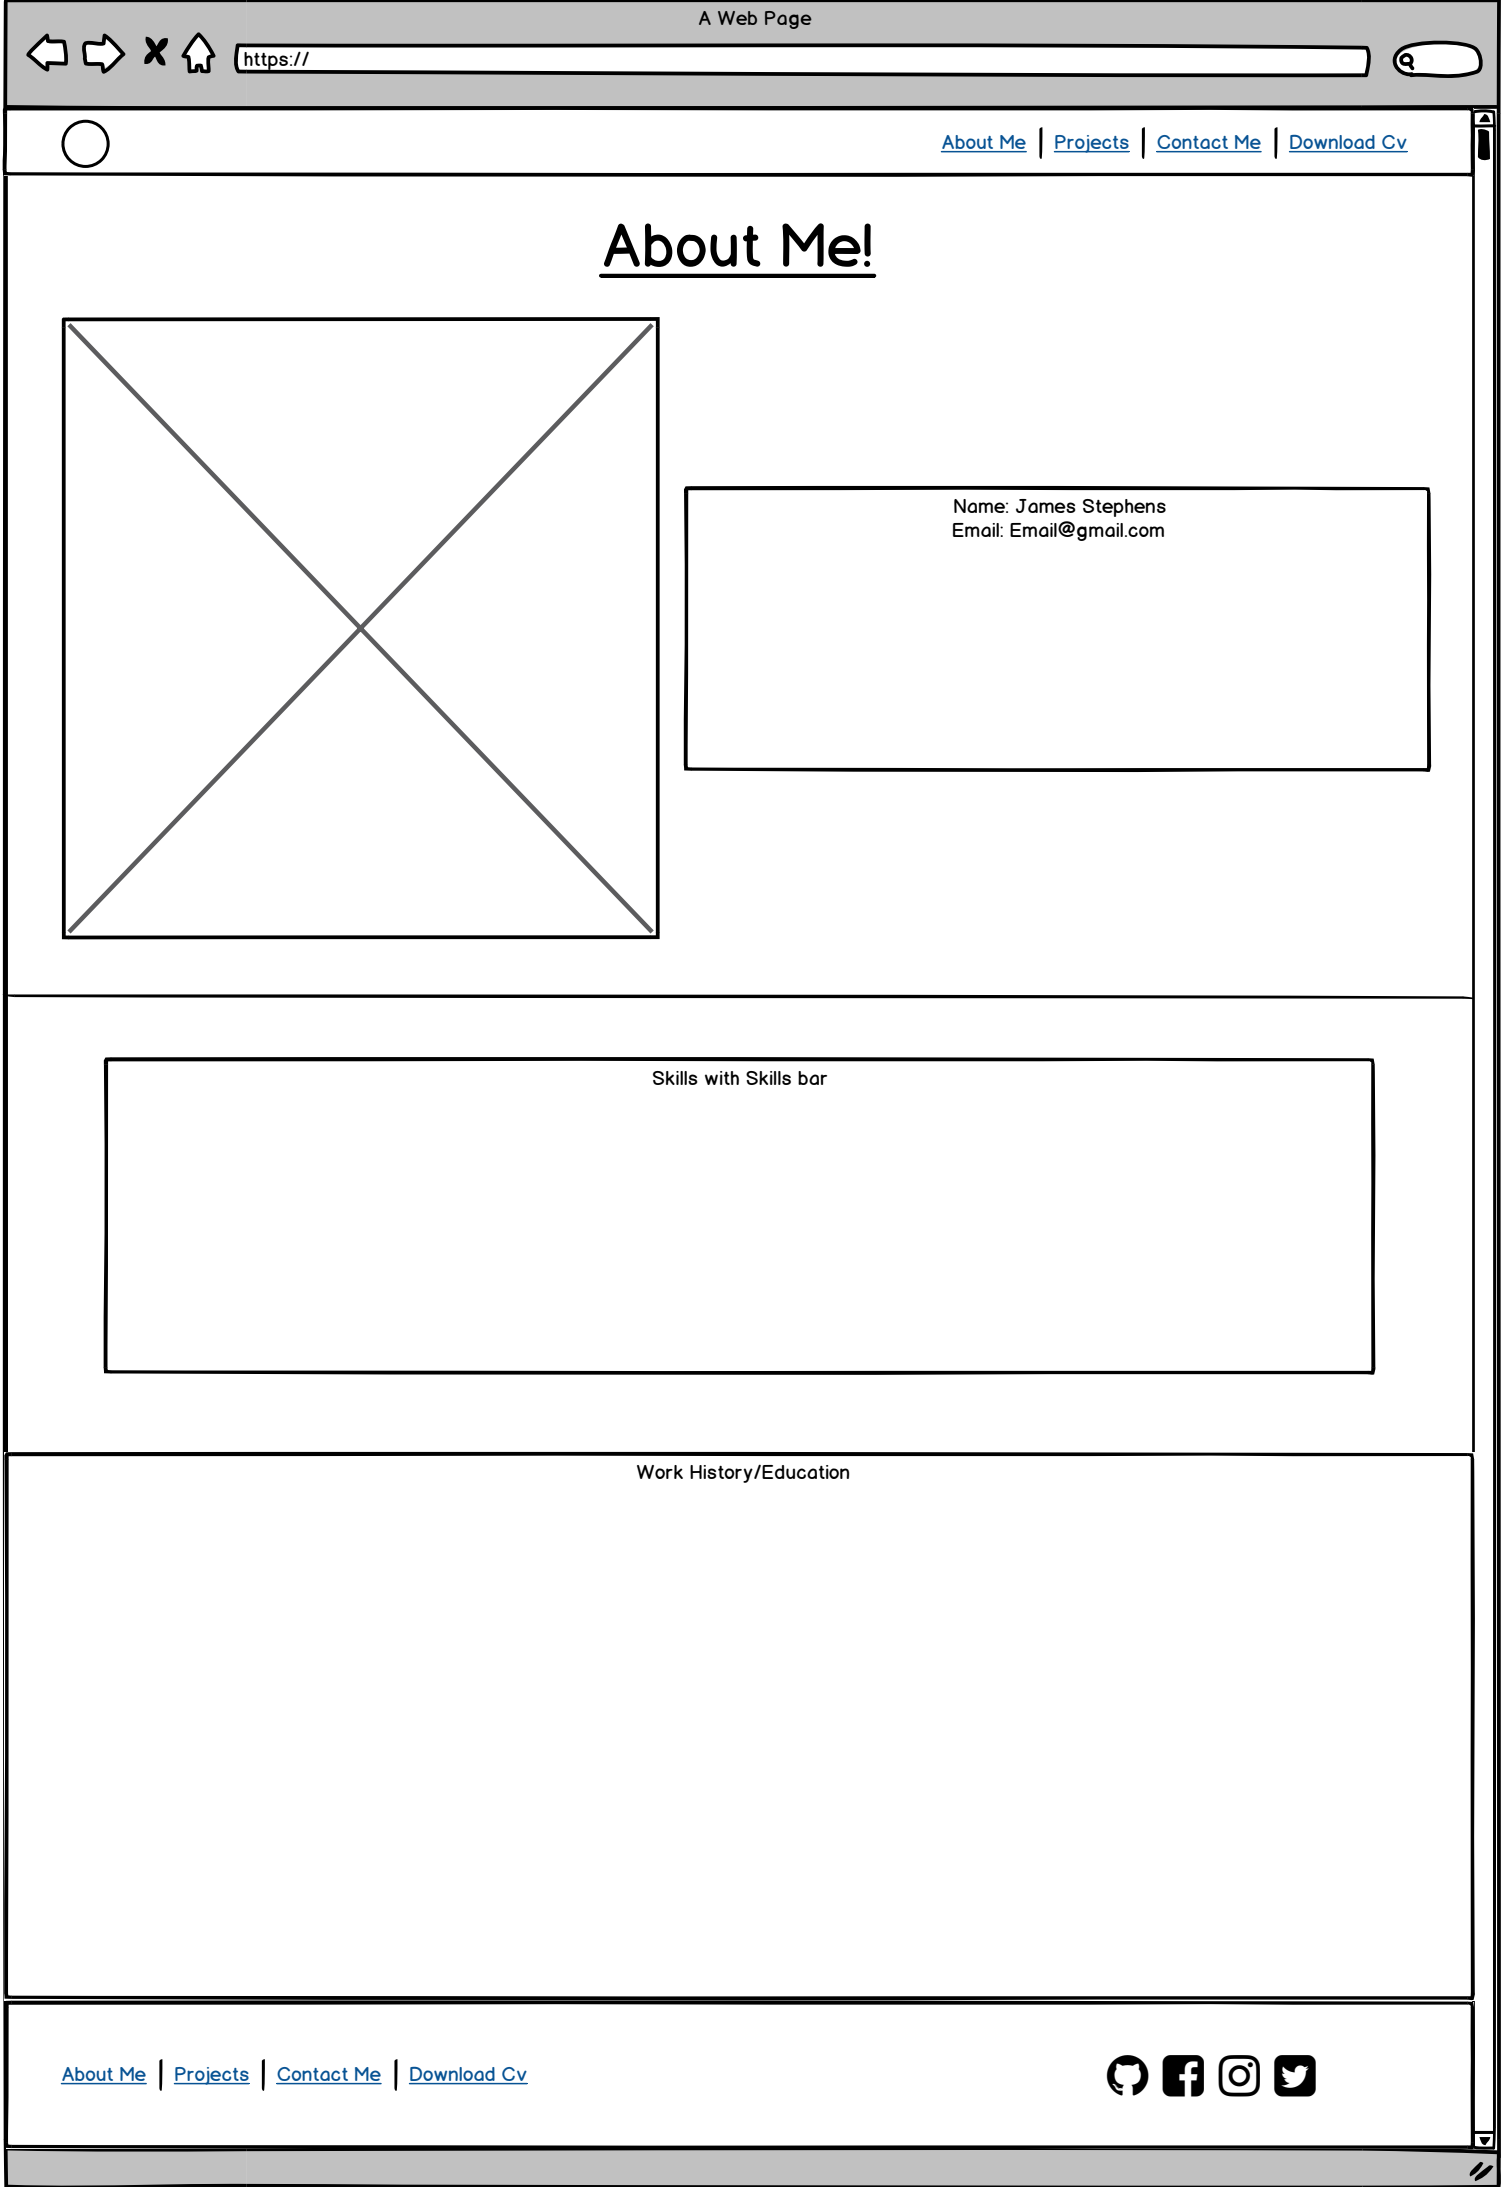 A Web Page
https://
About Me | Projects | Contact Me | Download Cv
About Me!
Name: James Stephens
Email: Email@gmail.com
Skills with Skills bar
Work History/Education
About Me | Projects | Contact Me | Download Cv